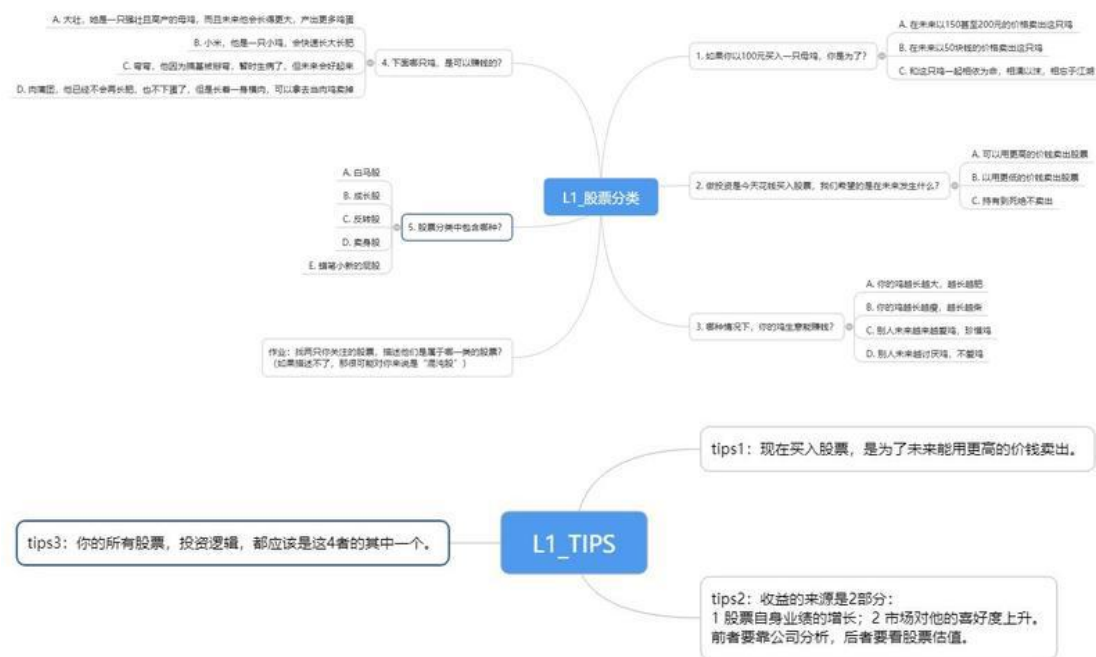 L1_股票分类
1. 如果你以100元买入一只母鸡，你是为了？
A. 在未来以150甚至200元的价格卖出这只鸡
B. 在未来以50块钱的价格卖出这只鸡
C. 和这只鸡一起相依为命，相濡以沫，相忘于江湖
2. 做投资是今天花钱买入股票，我们希望的是在未来发生什么？
A. 可以用更高的价钱卖出股票
B. 以用更低的价钱卖出股票
C. 持有到死绝不卖出
3. 哪种情况下，你的鸡生意能赚钱？
A. 你的鸡越长越大，越长越肥
B. 你的鸡越长越瘦，越长越柴
C. 别人未来越来越爱鸡，珍惜鸡
D. 别人未来越讨厌鸡，不爱鸡
4. 下面哪只鸡，是可以赚钱的？
A. 大壮，她是一只强壮且高产的母鸡，而且未来他会长得更大，产出更多鸡蛋
B. 小米，他是一只小鸡，会快速长大长肥
C. 弯弯，他因为搞基被掰弯，暂时生病了，但未来会好起来
D. 肉蒲团，他已经不会再长肥，也不下蛋了，但是长着一身横肉，可以拿去当肉鸡卖掉
5. 股票分类中包含哪种？
A. 白马股
B. 成长股
C. 反转股
D. 卖身股
E. 蜡笔小新的屁股
作业：找两只你关注的股票，描述他们是属于哪一类的股票？
（如果描述不了，那很可能对你来说是“混沌股”）
L1_TIPS
tips1：现在买入股票，是为了未来能用更高的价钱卖出。
tips2：收益的来源是2部分：
1 股票自身业绩的增长；2 市场对他的喜好度上升。
前者要靠公司分析，后者要看股票估值。
tips3：你的所有股票，投资逻辑，都应该是这4者的其中一个。